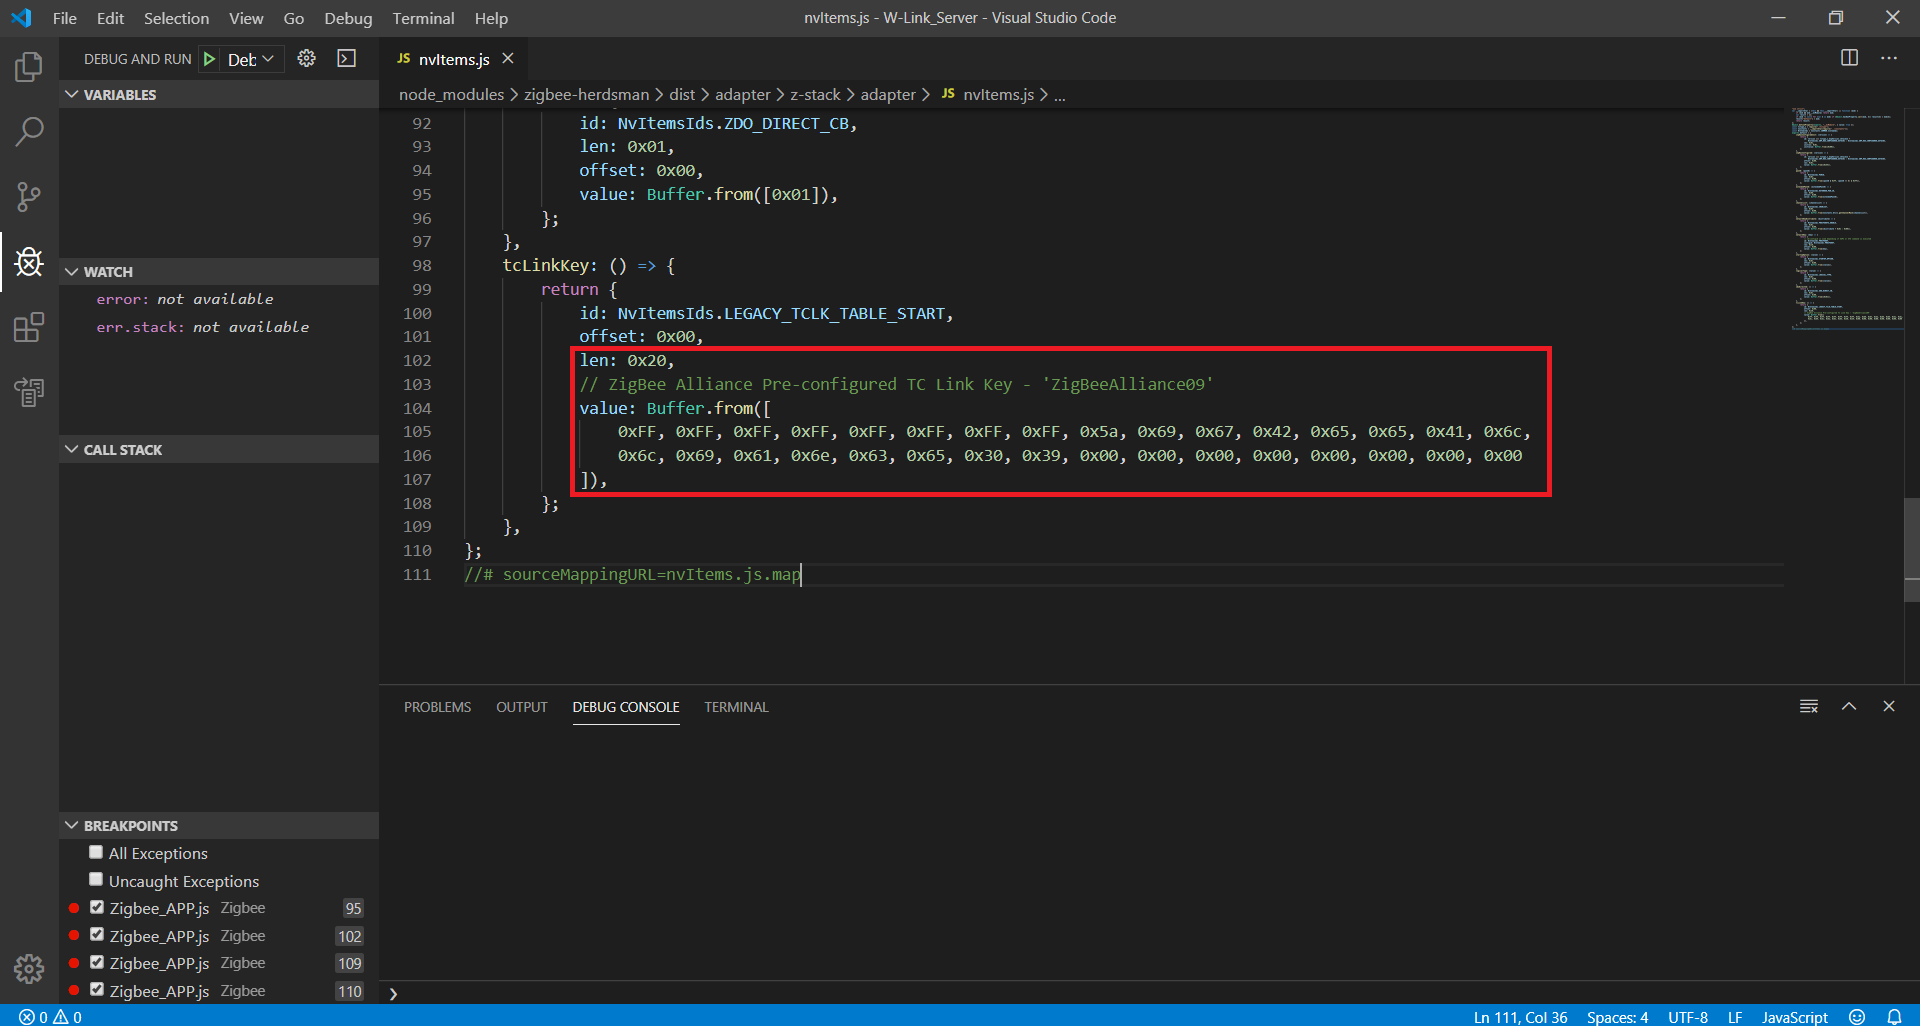 File Edit Selection View Go Debug Terminal Help
nvItems.js - W-Link_Server - Visual Studio Code
DEBUG AND RUN Deb
VARIABLES
WATCH
error: not available
err.stack: not available
CALL STACK
BREAKPOINTS
All Exceptions
Uncaught Exceptions
Zigbee_APP.js Zigbee 95
Zigbee_APP.js Zigbee 102
Zigbee_APP.js Zigbee 109
Zigbee_APP.js Zigbee 110
JS nvItems.js
node_modules > zigbee-herdsman > dist > adapter > z-stack > adapter > JS nvItems.js > ...
92 id: NvItemsIds.ZDO_DIRECT_CB,
93 len: 0x01,
94 offset: 0x00,
95 value: Buffer.from([0x01]),
96 };
97 },
98 tcLinkKey: () => {
99 return {
100 id: NvItemsIds.LEGACY_TCLK_TABLE_START,
101 offset: 0x00,
102 len: 0x20,
103 // ZigBee Alliance Pre-configured TC Link Key - 'ZigBeeAlliance09'
104 value: Buffer.from([
105 0xFF, 0xFF, 0xFF, 0xFF, 0xFF, 0xFF, 0xFF, 0xFF, 0x5a, 0x69, 0x67, 0x42, 0x65, 0x65, 0x41, 0x6c,
106 0x6c, 0x69, 0x61, 0x6e, 0x63, 0x65, 0x30, 0x39, 0x00, 0x00, 0x00, 0x00, 0x00, 0x00, 0x00, 0x00
107 ]),
108 };
109 },
110 };
111 //# sourceMappingURL=nvItems.js.map
PROBLEMS OUTPUT DEBUG CONSOLE TERMINAL
0 0
Ln 111, Col 36 Spaces: 4 UTF-8 LF JavaScript